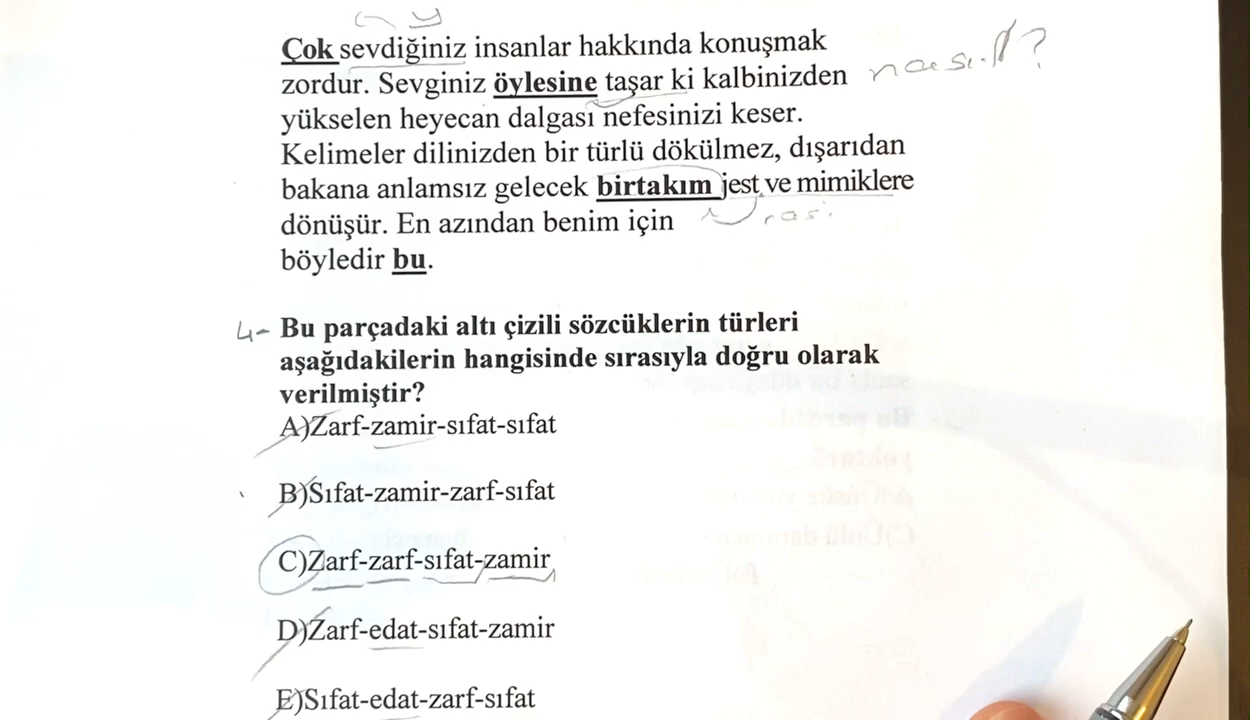 Çok sevdiğiniz insanlar hakkında konuşmak
zordur. Sevginiz öylesine taşar ki kalbinizden nasıl?
yükselen heyecan dalgası nefesinizi keser.
Kelimeler dilinizden bir türlü dökülmez, dışarıdan
bakana anlamsız gelecek birtakım jest ve mimiklere
dönüşür. En azından benim için
böyledir bu.
4- Bu parçadaki altı çizili sözcüklerin türleri
aşağıdakilerin hangisinde sırasıyla doğru olarak
verilmiştir?
A)Zarf-zamir-sıfat-sıfat
B)Sıfat-zamir-zarf-sıfat
C)Zarf-zarf-sıfat-zamir
D)Zarf-edat-sıfat-zamir
E)Sıfat-edat-zarf-sıfat